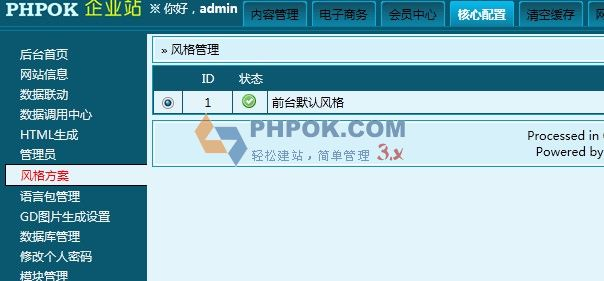 PHPOK 企业站 ※ 你好，admin
内容管理 电子商务 会员中心 核心配置 清空缓存
后台首页
网站信息
数据联动
数据调用中心
HTML生成
管理员
风格方案
语言包管理
GD图片生成设置
数据库管理
修改个人密码
模块管理
» 风格管理
ID 状态
1 前台默认风格
PHPOK.COM
轻松建站，简单管理 3.x
Processed in
Powered by